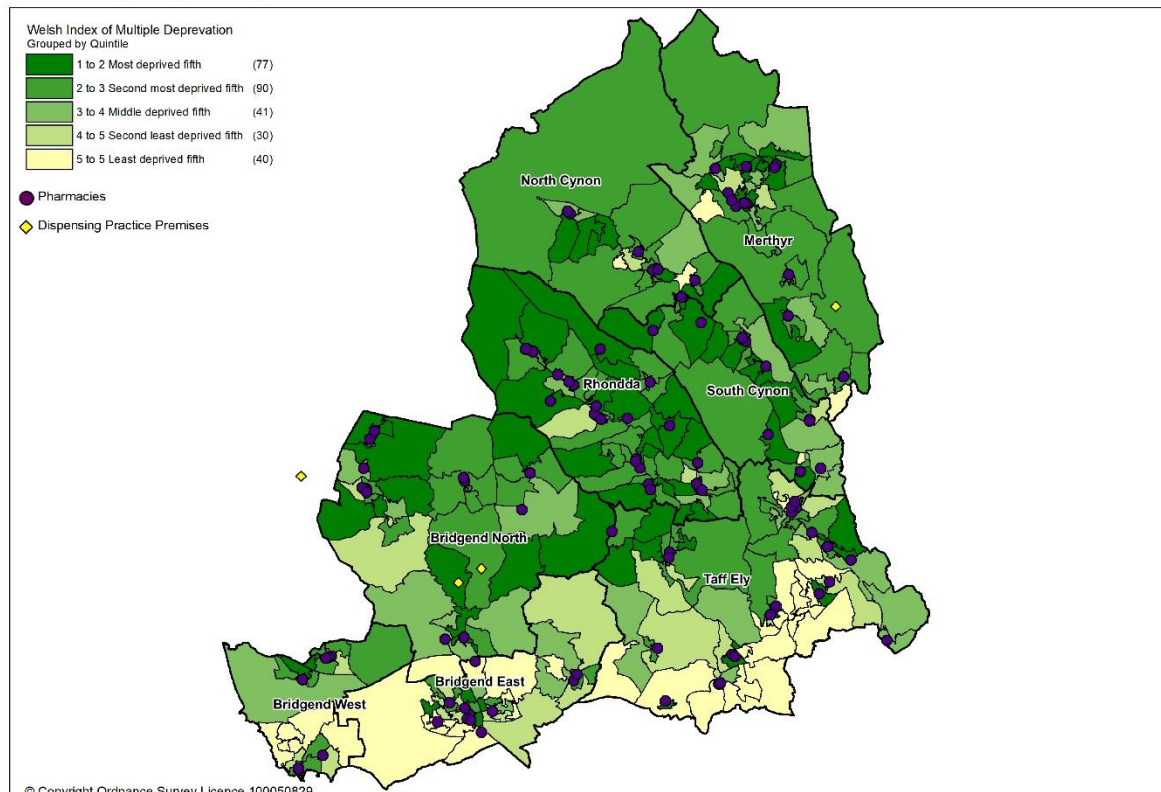 Welsh Index of Multiple Deprevation
Grouped by Quintile
1 to 2 Most deprived fifth (77)
2 to 3 Second most deprived fifth (90)
3 to 4 Middle deprived fifth (41)
4 to 5 Second least deprived fifth (30)
5 to 5 Least deprived fifth (40)
Pharmacies
Dispensing Practice Premises
North Cynon
Merthyr
Rhondda
South Cynon
Bridgend North
Taff Ely
Bridgend East
Bridgend West
© Copyright Ordnance Survey Licence 100050829